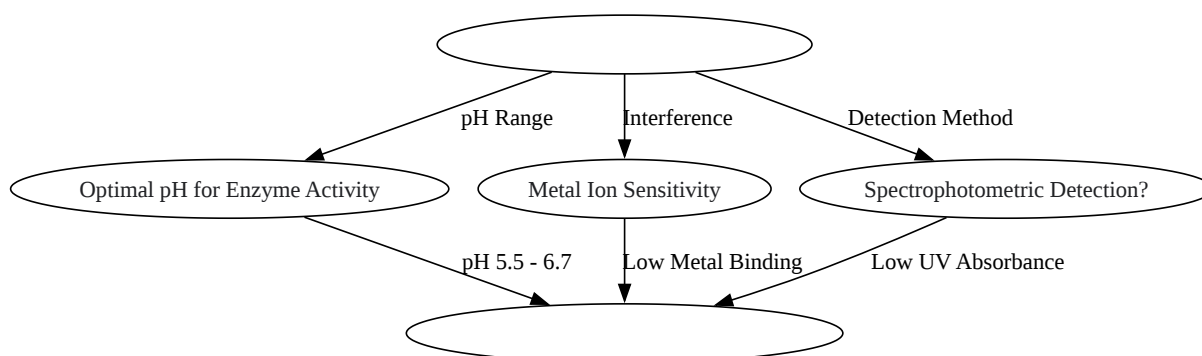 pH Range
Interference
Detection Method
Optimal pH for Enzyme Activity
Metal Ion Sensitivity
Spectrophotometric Detection?
pH 5.5 - 6.7
Low Metal Binding
Low UV Absorbance